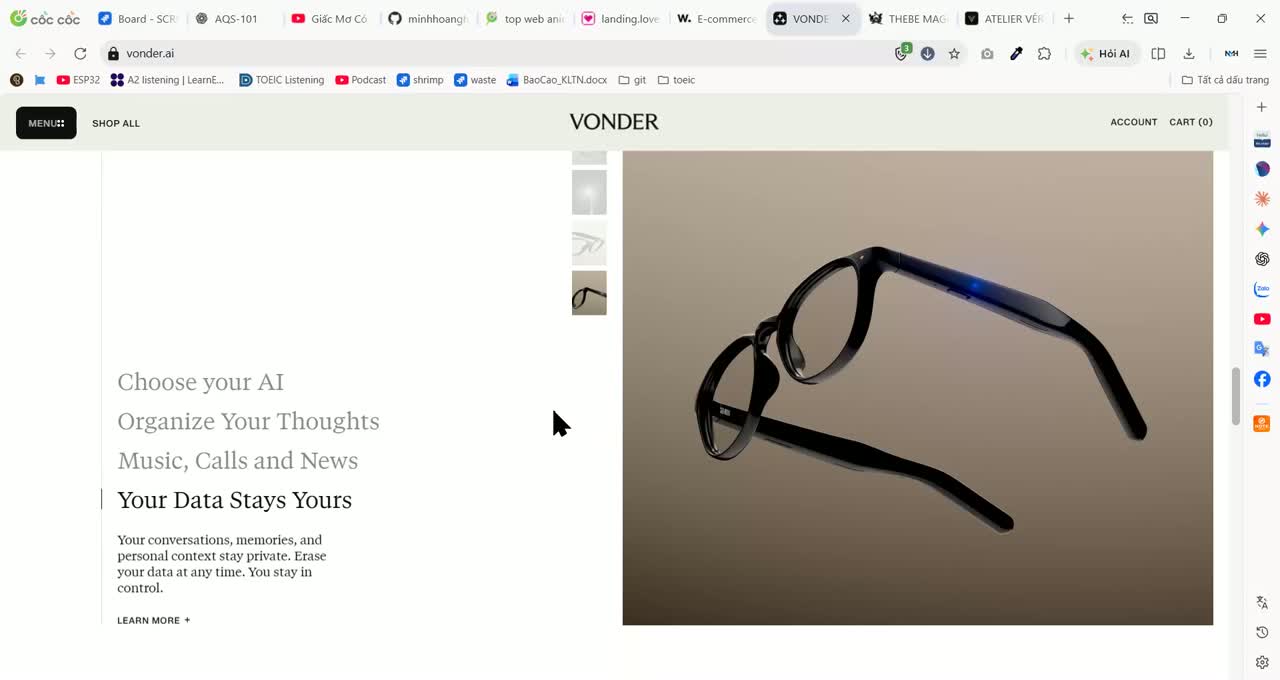 cốc cốc
Board - SCR
AQS-101
Giấc Mơ Có
minhhoangh
top web ani
landing.love
E-commerce
VONDE
THEBE MAG
ATELIER VÉR
vonder.ai
3
Hỏi AI
ESP32
A2 listening | LearnE...
TOEIC Listening
Podcast
shrimp
waste
BaoCao_KLTN.docx
git
toeic
Tất cả dấu trang
MENU
SHOP ALL
VONDER
ACCOUNT
CART (0)
Choose your AI
Organize Your Thoughts
Music, Calls and News
Your Data Stays Yours
Your conversations, memories, and
personal context stay private. Erase
your data at any time. You stay in
control.
LEARN MORE +
Zalo